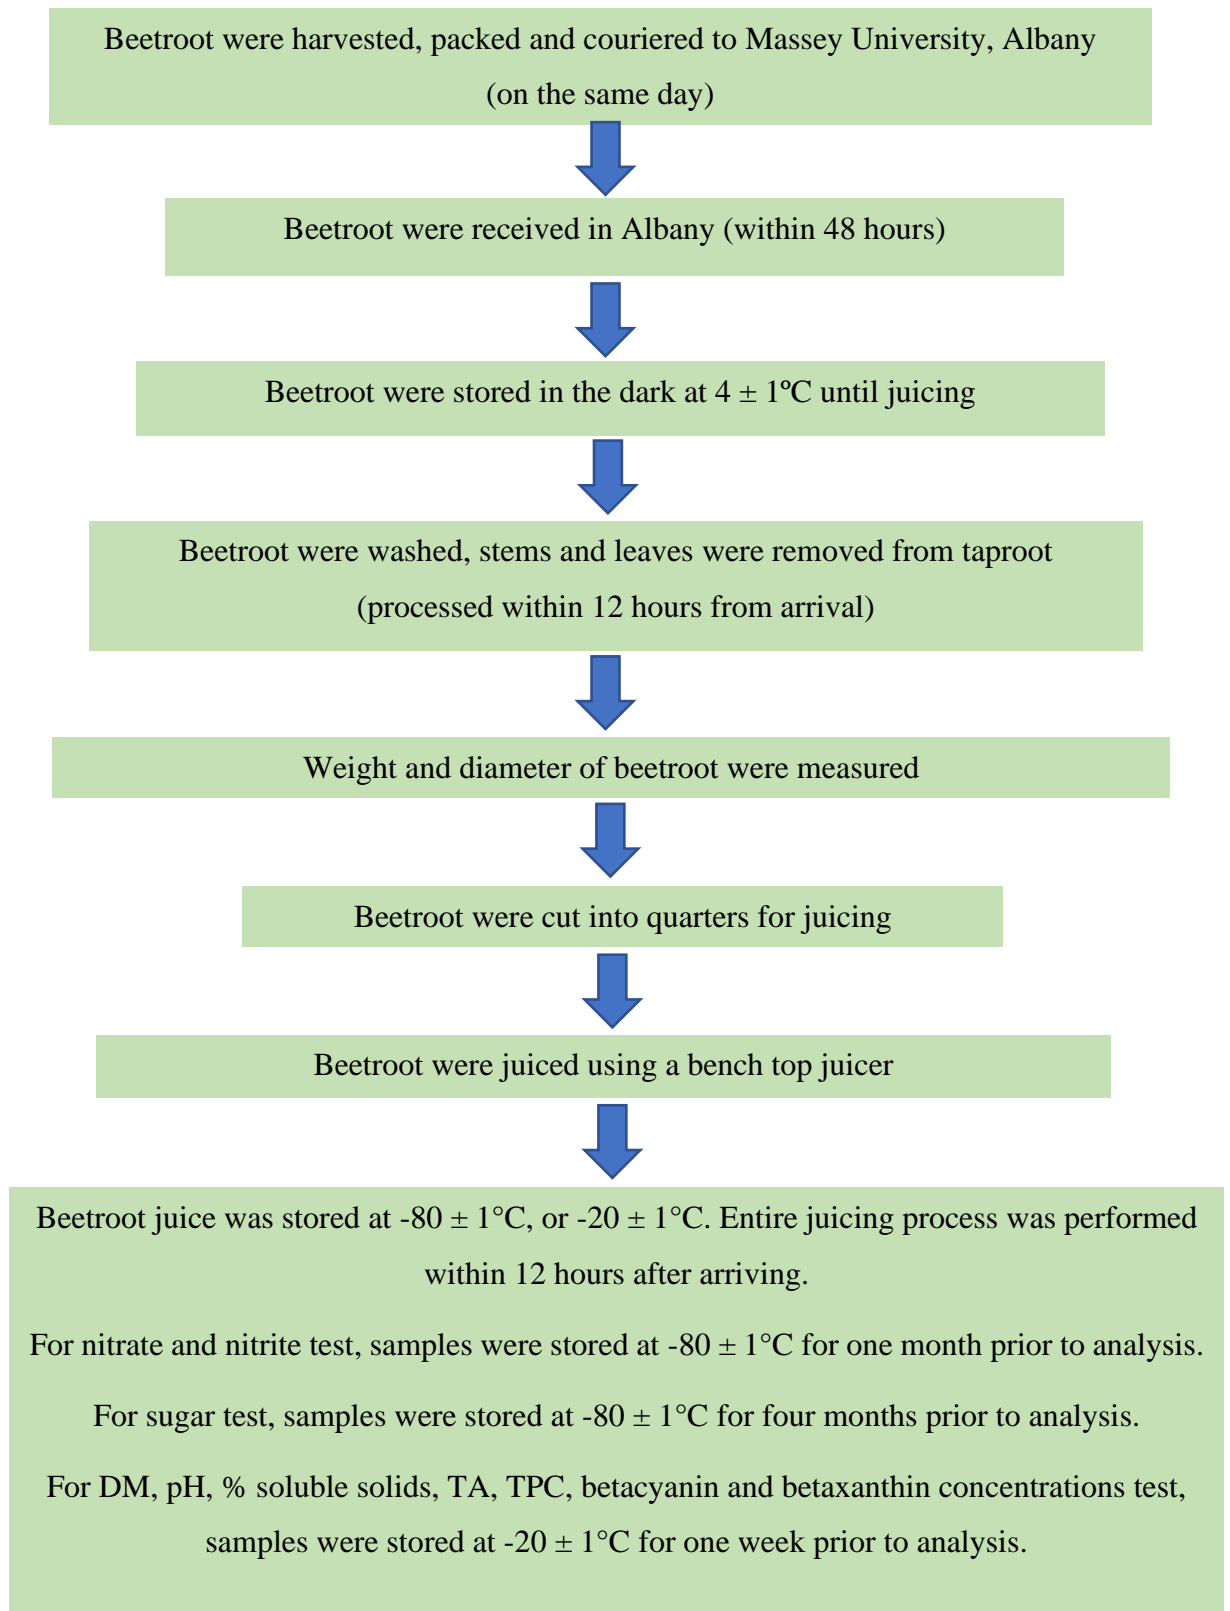 Beetroot were harvested, packed and couriered to Massey University, Albany
(on the same day)
Beetroot were received in Albany (within 48 hours)
Beetroot were stored in the dark at 4 ± 1ºC until juicing
Beetroot were washed, stems and leaves were removed from taproot
(processed within 12 hours from arrival)
Weight and diameter of beetroot were measured
Beetroot were cut into quarters for juicing
Beetroot were juiced using a bench top juicer
Beetroot juice was stored at -80 ± 1°C, or -20 ± 1°C. Entire juicing process was performed
within 12 hours after arriving.
For nitrate and nitrite test, samples were stored at -80 ± 1°C for one month prior to analysis.
For sugar test, samples were stored at -80 ± 1°C for four months prior to analysis.
For DM, pH, % soluble solids, TA, TPC, betacyanin and betaxanthin concentrations test,
samples were stored at -20 ± 1°C for one week prior to analysis.